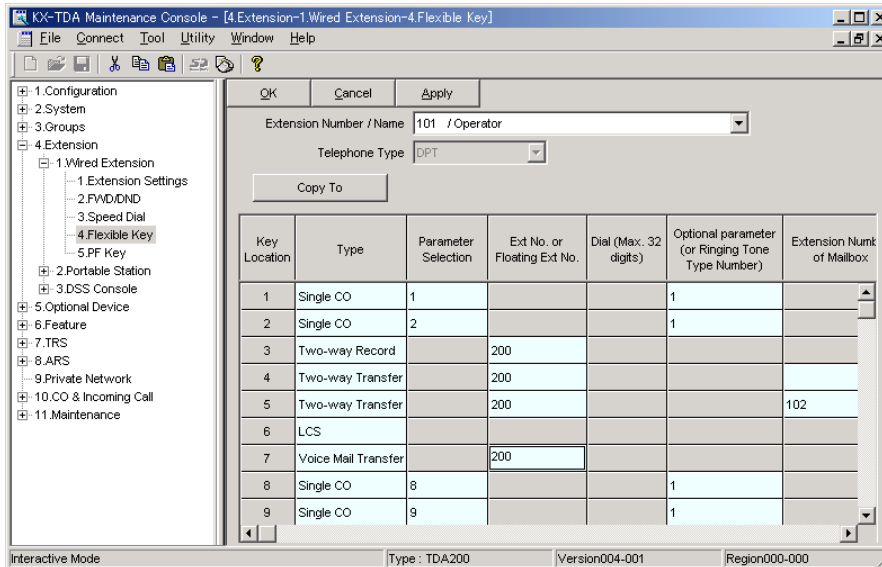 KX-TDA Maintenance Console - [4.Extension-1.Wired Extension-4.Flexible Key]
File Connect Tool Utility Window Help
1.Configuration
2.System
3.Groups
4.Extension
1.Wired Extension
1.Extension Settings
2.FWD/DND
3.Speed Dial
4.Flexible Key
5.PF Key
2.Portable Station
3.DSS Console
5.Optional Device
6.Feature
7.TRS
8.ARS
9.Private Network
10.CO & Incoming Call
11.Maintenance
OK Cancel Apply
Extension Number / Name 101 / Operator
Telephone Type DPT
Copy To
Key Location Type Parameter Selection Ext No. or Floating Ext No. Dial (Max. 32 digits) Optional parameter (or Ringing Tone Type Number) Extension Numb of Mailbox
1 Single CO 1 1
2 Single CO 2 1
3 Two-way Record 200
4 Two-way Transfer 200
5 Two-way Transfer 200 102
6 LCS
7 Voice Mail Transfer 200
8 Single CO 8 1
9 Single CO 9 1
Interactive Mode Type : TDA200 Version004-001 Region000-000